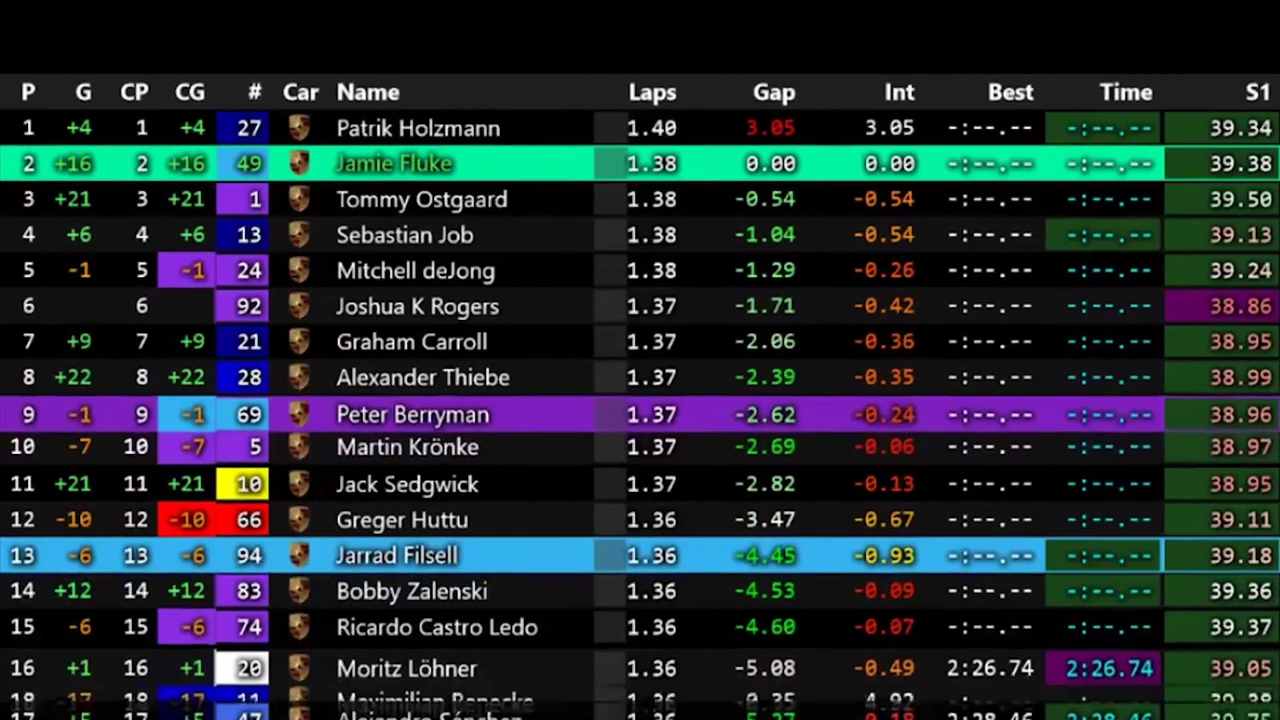 P G CP CG # Car Name Laps Gap Int Best Time S1
1 +4 1 +4 27 Patrik Holzmann 1.40 3.05 3.05 -:--.-- -:--.-- 39.34
2 +16 2 +16 49 Jamie Fluke 1.38 0.00 0.00 -:--.-- -:--.-- 39.38
3 +21 3 +21 1 Tommy Ostgaard 1.38 -0.54 -0.54 -:--.-- -:--.-- 39.50
4 +6 4 +6 13 Sebastian Job 1.38 -1.04 -0.54 -:--.-- -:--.-- 39.13
5 -1 5 -1 24 Mitchell deJong 1.38 -1.29 -0.26 -:--.-- -:--.-- 39.24
6 6 92 Joshua K Rogers 1.37 -1.71 -0.42 -:--.-- -:--.-- 38.86
7 +9 7 +9 21 Graham Carroll 1.37 -2.06 -0.36 -:--.-- -:--.-- 38.95
8 +22 8 +22 28 Alexander Thiebe 1.37 -2.39 -0.35 -:--.-- -:--.-- 38.99
9 -1 9 -1 69 Peter Berryman 1.37 -2.62 -0.24 -:--.-- -:--.-- 38.96
10 -7 10 -7 5 Martin Krönke 1.37 -2.69 -0.06 -:--.-- -:--.-- 38.97
11 +21 11 +21 10 Jack Sedgwick 1.37 -2.82 -0.13 -:--.-- -:--.-- 38.95
12 -10 12 -10 66 Greger Huttu 1.36 -3.47 -0.67 -:--.-- -:--.-- 39.11
13 -6 13 -6 94 Jarrad Filsell 1.36 -4.45 -0.93 -:--.-- -:--.-- 39.18
14 +12 14 +12 83 Bobby Zalenski 1.36 -4.53 -0.09 -:--.-- -:--.-- 39.36
15 -6 15 -6 74 Ricardo Castro Ledo 1.36 -4.60 -0.07 -:--.-- -:--.-- 39.37
16 +1 16 +1 20 Moritz Löhner 1.36 -5.08 -0.49 2:26.74 2:26.74 39.05